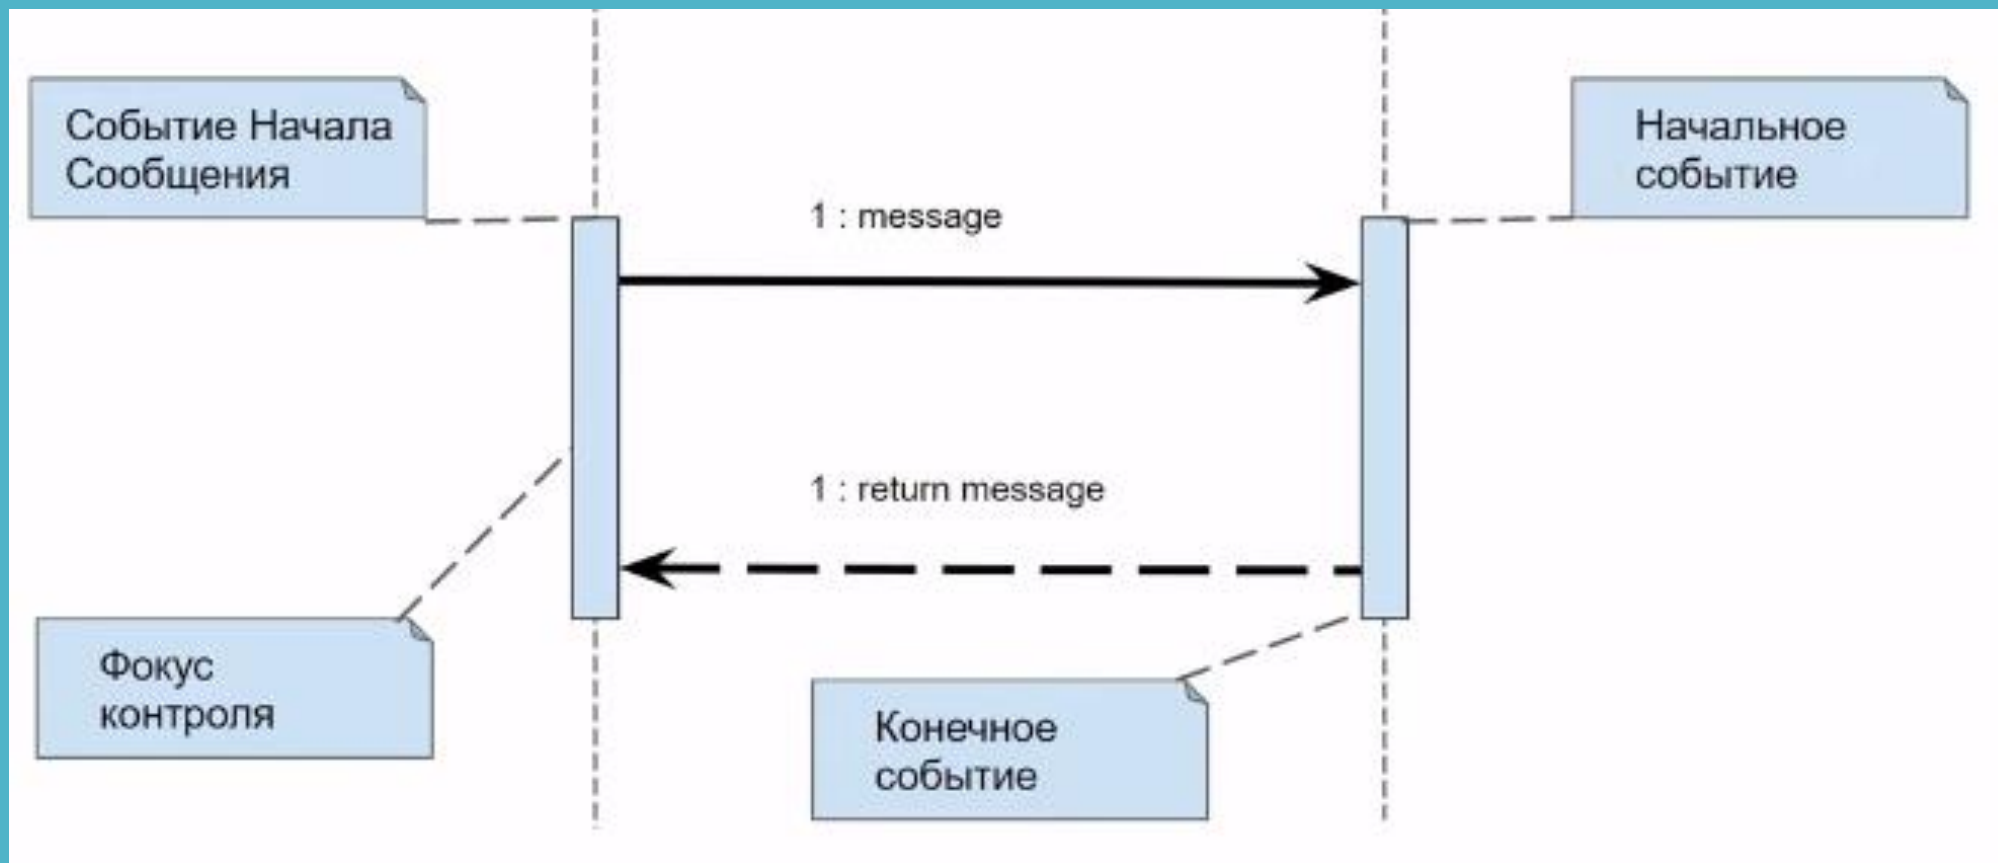 Событие Начала
Сообщения
Начальное
событие
1 : message
1 : return message
Фокус
контроля
Конечное
событие